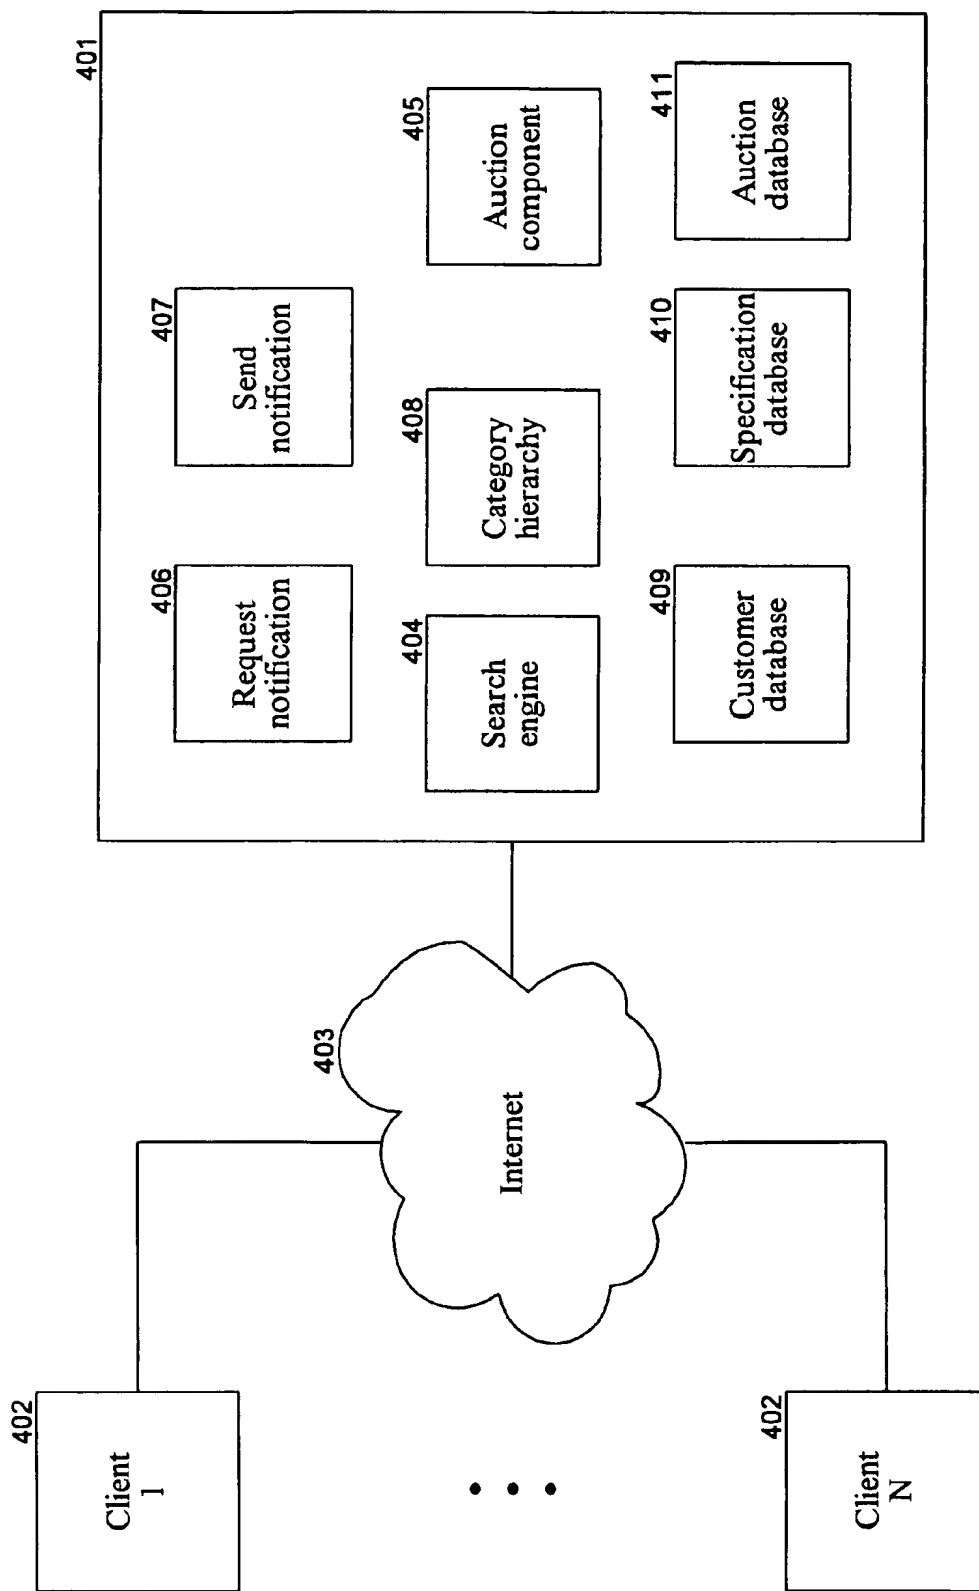 401
406
Request
notification
407
Send
notification
404
Search
engine
408
Category
hierarchy
405
Auction
component
409
Customer
database
410
Specification
database
411
Auction
database
403
Internet
402
Client
1
402
Client
N